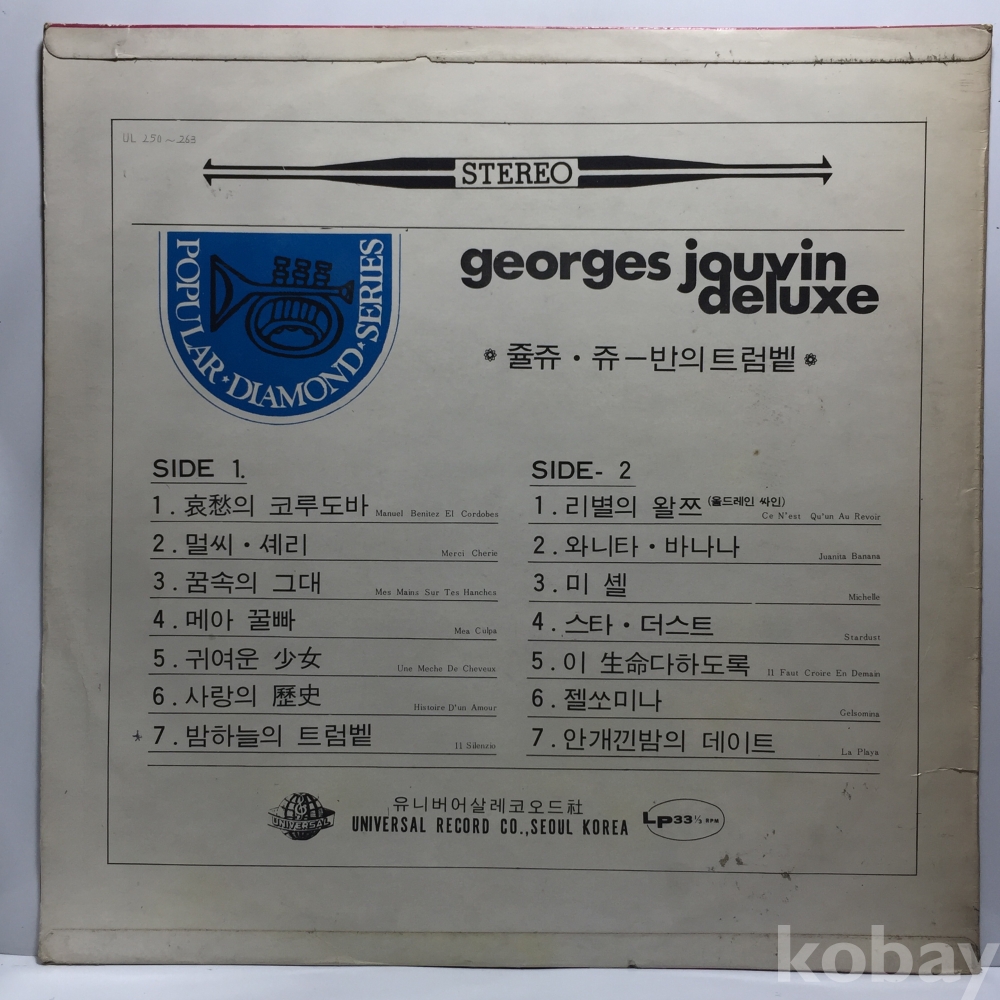 UL 250~263
STEREO
POPULAR★DIAMOND★SERIES
georges jouvin
deluxe
쥴쥬·쥬—반의트럼벹
SIDE 1.
1.哀愁의 코루도바 Manuel Benitez El Cordobes
2.멀씨·셰리 Merci Cherie
3.꿈속의 그대 Mes Mains Sur Tes Hanches
4.메아 꿀빠 Mea Culpa
5.귀여운 少女 Une Meche De Cheveux
6.사랑의 歷史 Histoire D'un Amour
7.밤하늘의 트럼벹 Il Silenzio
SIDE- 2
1.리별의 왈쯔 (올드레인 싸인) Ce N'est Qu'un Au Revoir
2.와니타·바나나 Juanita Banana
3.미 셸 Michelle
4.스타·더스트 Stardust
5.이 生命다하도록 Il Faut Croire En Demain
6.젤쏘미나 Gelsomina
7.안개낀밤의 데이트 La Playa
UNIVERSAL
유니버어살레코오드社
UNIVERSAL RECORD CO.,SEOUL KOREA
LP33⅓ RPM
kobay